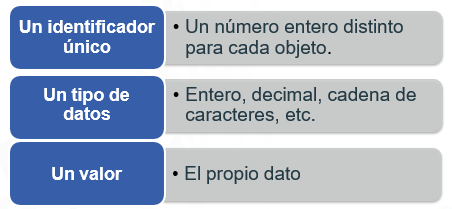 Un identificador
único
• Un número entero distinto
para cada objeto.
Un tipo de
datos
• Entero, decimal, cadena de
caracteres, etc.
Un valor
• El propio dato